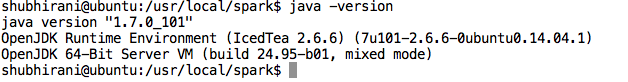 shubhirani@ubuntu:/usr/local/spark$ java -version
java version "1.7.0_101"
OpenJDK Runtime Environment (IcedTea 2.6.6) (7u101-2.6.6-0ubuntu0.14.04.1)
OpenJDK 64-Bit Server VM (build 24.95-b01, mixed mode)
shubhirani@ubuntu:/usr/local/spark$